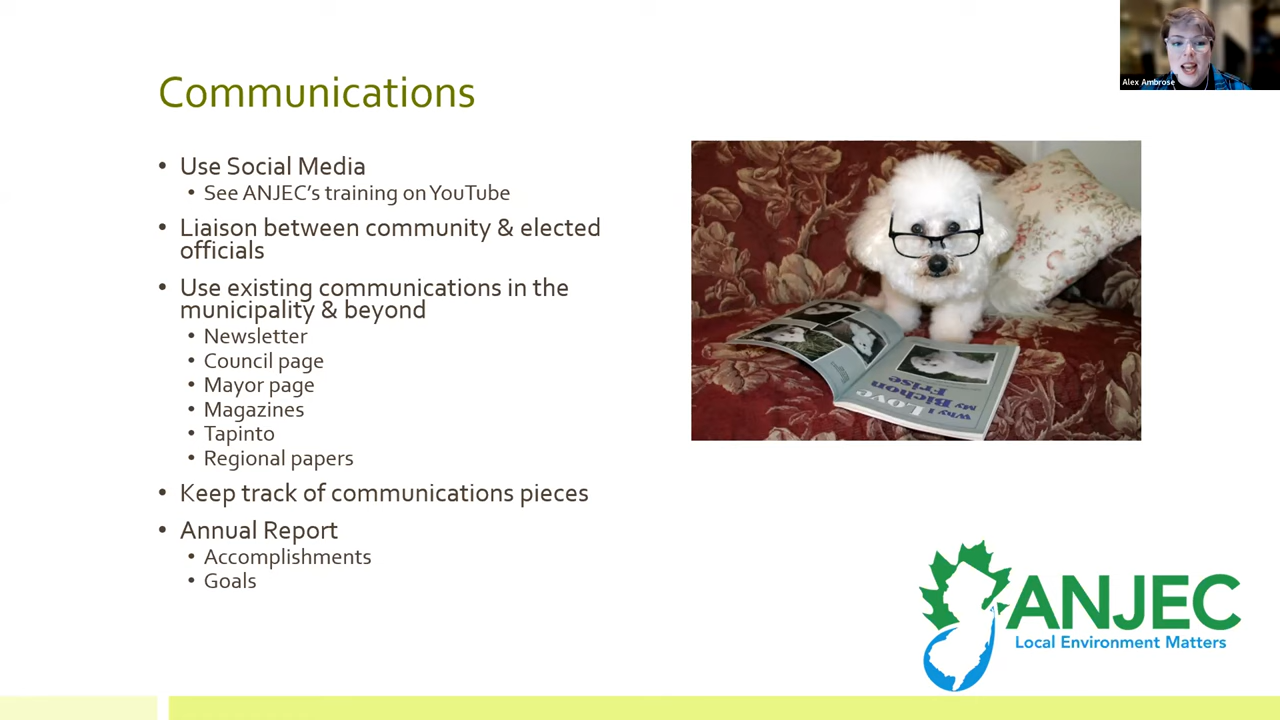 Communications
Alex Ambrose
• Use Social Media
• See ANJEC's training on YouTube
• Liaison between community & elected
officials
• Use existing communications in the
municipality & beyond
• Newsletter
• Council page
• Mayor page
• Magazines
• Tapinto
• Regional papers
• Keep track of communications pieces
• Annual Report
• Accomplishments
• Goals
Why I Love
My Bichon
Frise
ANJEC
Local Environment Matters